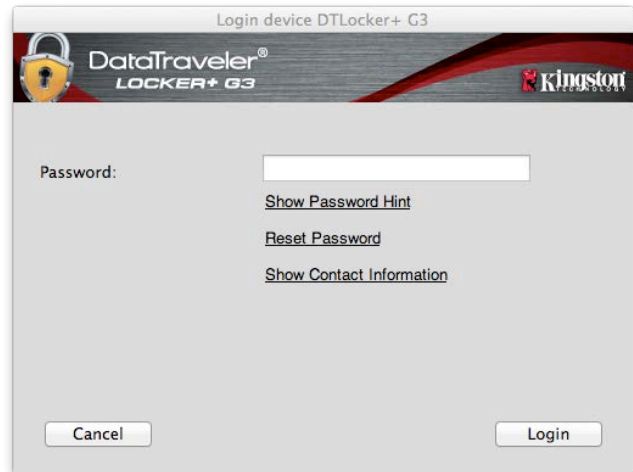 Login device DTLocker+ G3
DataTraveler®
LOCKER+ G3
Kingston
TECHNOLOGY
Password:
Show Password Hint
Reset Password
Show Contact Information
Cancel
Login